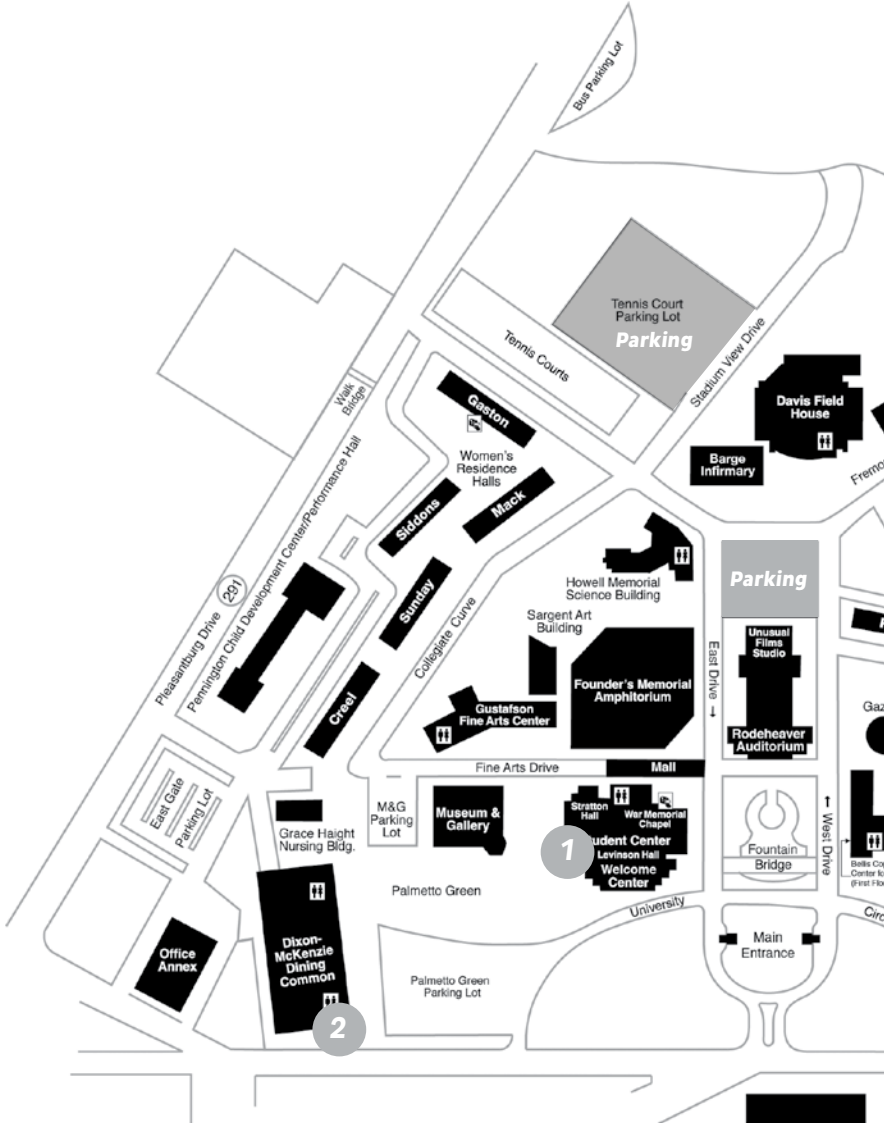 Bus Parking Lot
Tennis Court
Parking Lot
Parking
Tennis Courts
Stadium View Drive
Davis Field
House
Walk
Bridge
Gaston
Barge
Infirmary
Women's
Residence
Halls
Mack
Siddons
Pennington Child Development Center/Performance Hall
Parking
Howell Memorial
Science Building
291
Sunday
Pleasantburg Drive
Collegiate Curve
Sargent Art
Building
Unusual
Films
Studio
East Drive
Founder's Memorial
Amphitorium
Creel
Gustafson
Fine Arts Center
Rodeheaver
Auditorium
Fine Arts Drive
Mall
East Gate
Parking Lot
M&G
Parking
Lot
Museum &
Gallery
Stratton
Hall
War Memorial
Chapel
Grace Haight
Nursing Bldg.
1
udent Center
Levinson Hall
Welcome
Center
Fountain
Bridge
West Drive
(First Flo
Palmetto Green
University
Circ
Dixon-
McKenzie
Dining
Common
Office
Annex
Main
Entrance
Palmetto Green
Parking Lot
2